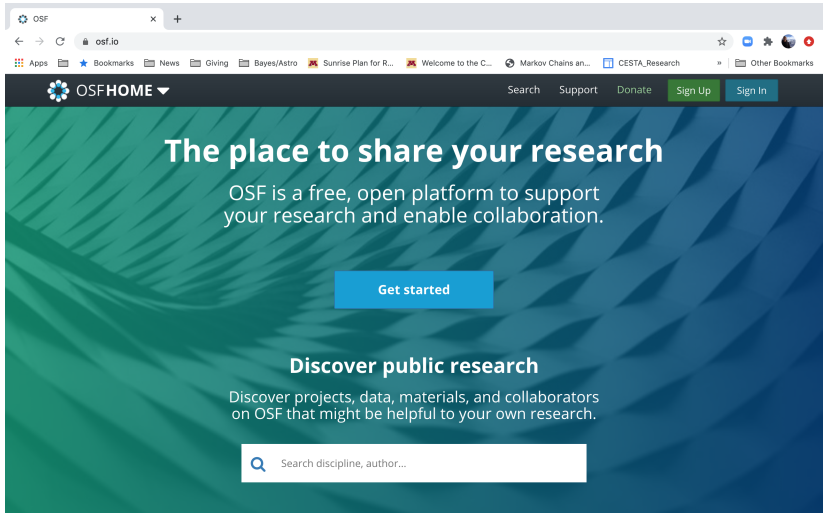 OSF
osf.io
Apps Bookmarks News Giving Bayes/Astro Sunrise Plan for R... Welcome to the C... Markov Chains an... CESTA_Research » Other Bookmarks
OSFHOME Search Support Donate Sign Up Sign In
The place to share your research
OSF is a free, open platform to support
your research and enable collaboration.
Get started
Discover public research
Discover projects, data, materials, and collaborators
on OSF that might be helpful to your own research.
Search discipline, author...